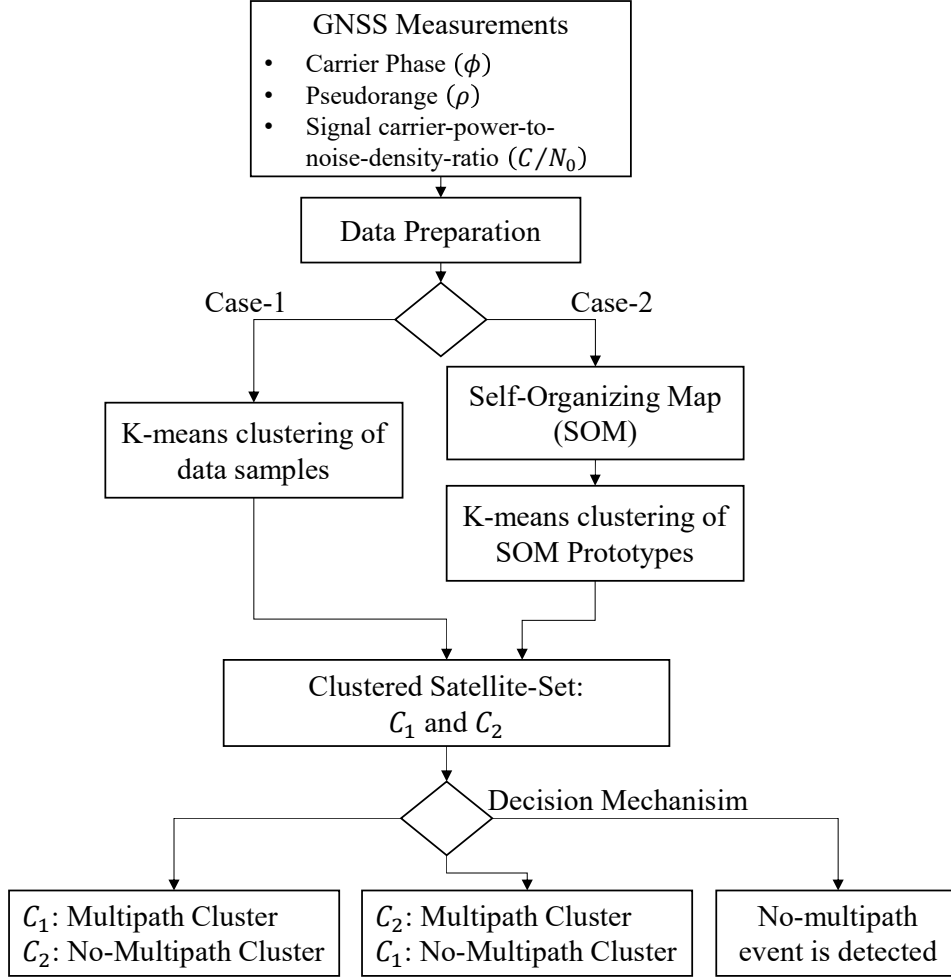 GNSS Measurements
• Carrier Phase (ϕ)
• Pseudorange (ρ)
• Signal carrier-power-to-
noise-density-ratio (C/N₀)
Data Preparation
Case-1
Case-2
K-means clustering of
data samples
Self-Organizing Map
(SOM)
K-means clustering of
SOM Prototypes
Clustered Satellite-Set:
C₁ and C₂
Decision Mechanisim
C₁: Multipath Cluster
C₂: No-Multipath Cluster
C₂: Multipath Cluster
C₁: No-Multipath Cluster
No-multipath
event is detected